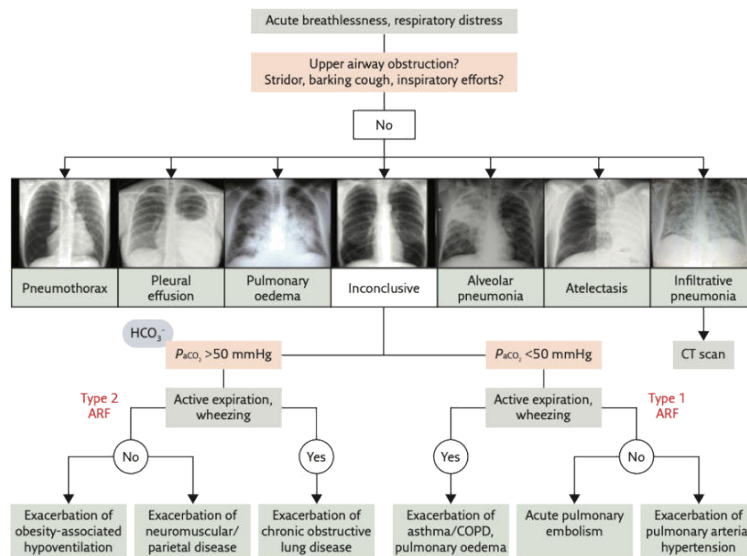 Acute breathlessness, respiratory distress
Upper airway obstruction?
Stridor, barking cough, inspiratory efforts?
No
Pneumothorax
Pleural
effusion
Pulmonary
oedema
Inconclusive
Alveolar
pneumonia
Atelectasis
Infiltrative
pneumonia
HCO₃⁻
PaCO₂ >50 mmHg
PaCO₂ <50 mmHg
CT scan
Type 2
ARF
Active expiration,
wheezing
Active expiration,
wheezing
Type 1
ARF
No
Yes
Yes
No
Exacerbation of
obesity-associated
hypoventilation
Exacerbation of
neuromuscular/
parietal disease
Exacerbation of
chronic obstructive
lung disease
Exacerbation of
asthma/COPD,
pulmonary oedema
Acute pulmonary
embolism
Exacerbation of
pulmonary arterial
hypertension